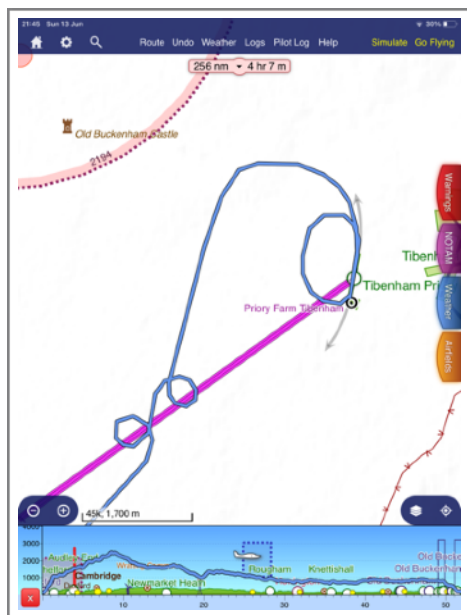 21:45 Sun 13 Jun
30%
Route Undo Weather Logs Pilot Log Help Simulate Go Flying
256 nm 4 hr 7 m
Old Buckenham Castle
2194
Warnings
NOTAM
Weather
Airfields
Tibenham Pri
Priory Farm Tibenham
45k, 1,700 m
4000
3000
2000
1000
Cambridge
Newmarket Heath
Rougham
Knettishall
Old Buckenham
X
10
20
30
40
50